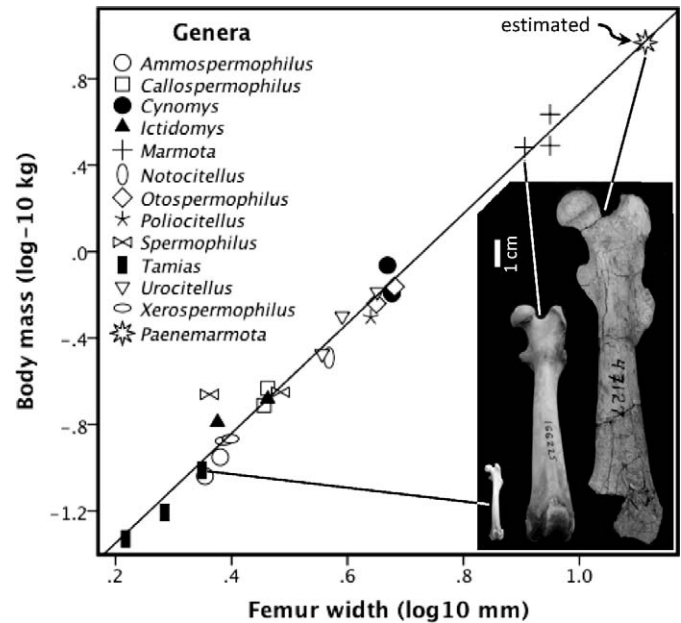 estimated
Genera
Ammospermophilus
Callospermophilus
Cynomys
Ictidomys
Marmota
Notocitellus
Otospermophilus
Poliocitellus
Spermophilus
Tamias
Urocitellus
Xerospermophilus
Paenemarmota
Body mass (log-10 kg)
.8
.4
.0
-.4
-.8
-1.2
1 cm
47127
166225
.2
.4
.6
.8
1.0
Femur width (log10 mm)